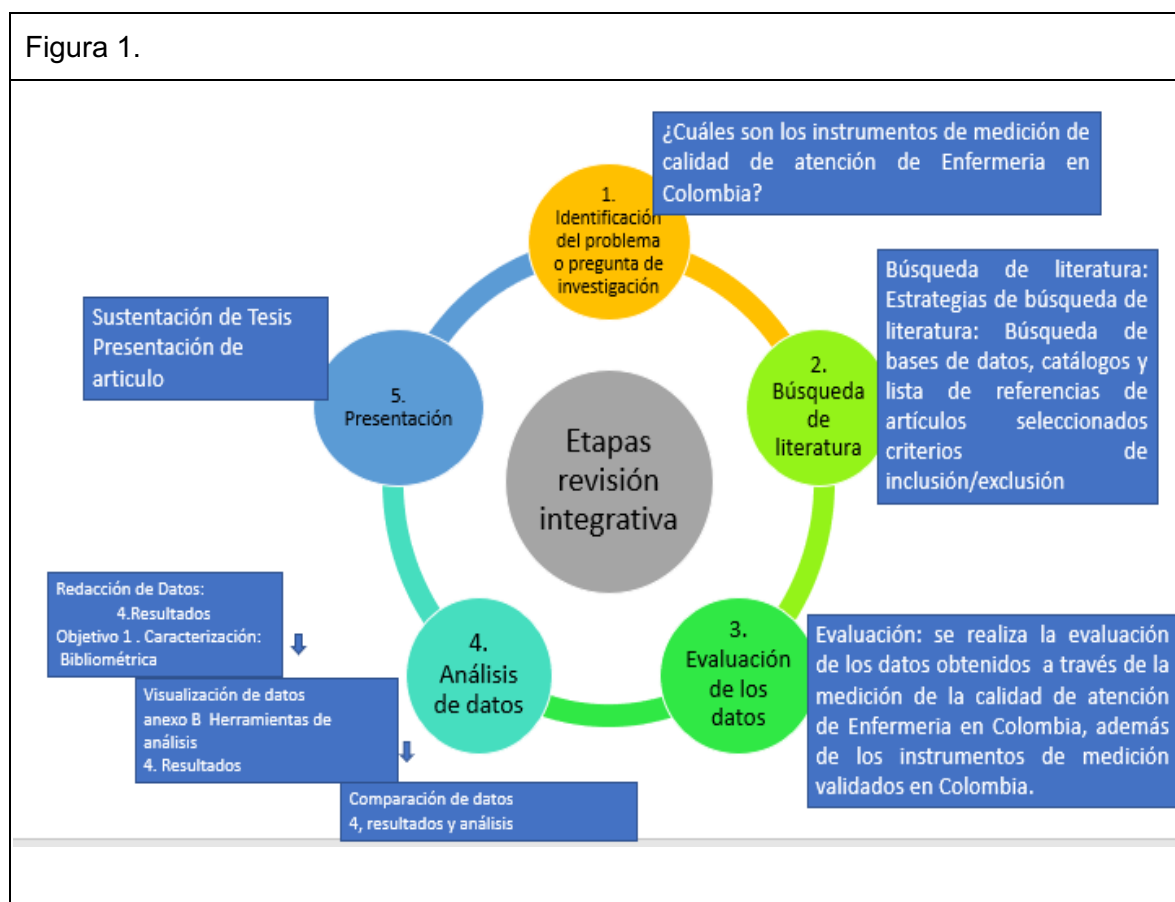 Figura 1.
¿Cuáles son los instrumentos de medición de
calidad de atención de Enfermeria en
Colombia?
1.
Identificación
del problema
o pregunta de
investigación
Búsqueda de literatura:
Estrategias de búsqueda de
literatura: Búsqueda de
bases de datos, catálogos y
lista de referencias de
artículos seleccionados
criterios de
inclusión/exclusión
2.
Búsqueda
de
literatura
Evaluación: se realiza la evaluación
de los datos obtenidos a través de la
medición de la calidad de atención
de Enfermeria en Colombia, además
de los instrumentos de medición
validados en Colombia.
3.
Evaluación
de los
datos
4.
Análisis
de datos
Redacción de Datos:
4.Resultados
Objetivo 1 . Caracterización:
Bibliométrica
Visualización de datos
anexo B Herramientas de
análisis
4. Resultados
Comparación de datos
4, resultados y análisis
5.
Presentación
Sustentación de Tesis
Presentación de
articulo
Etapas
revisión
integrativa